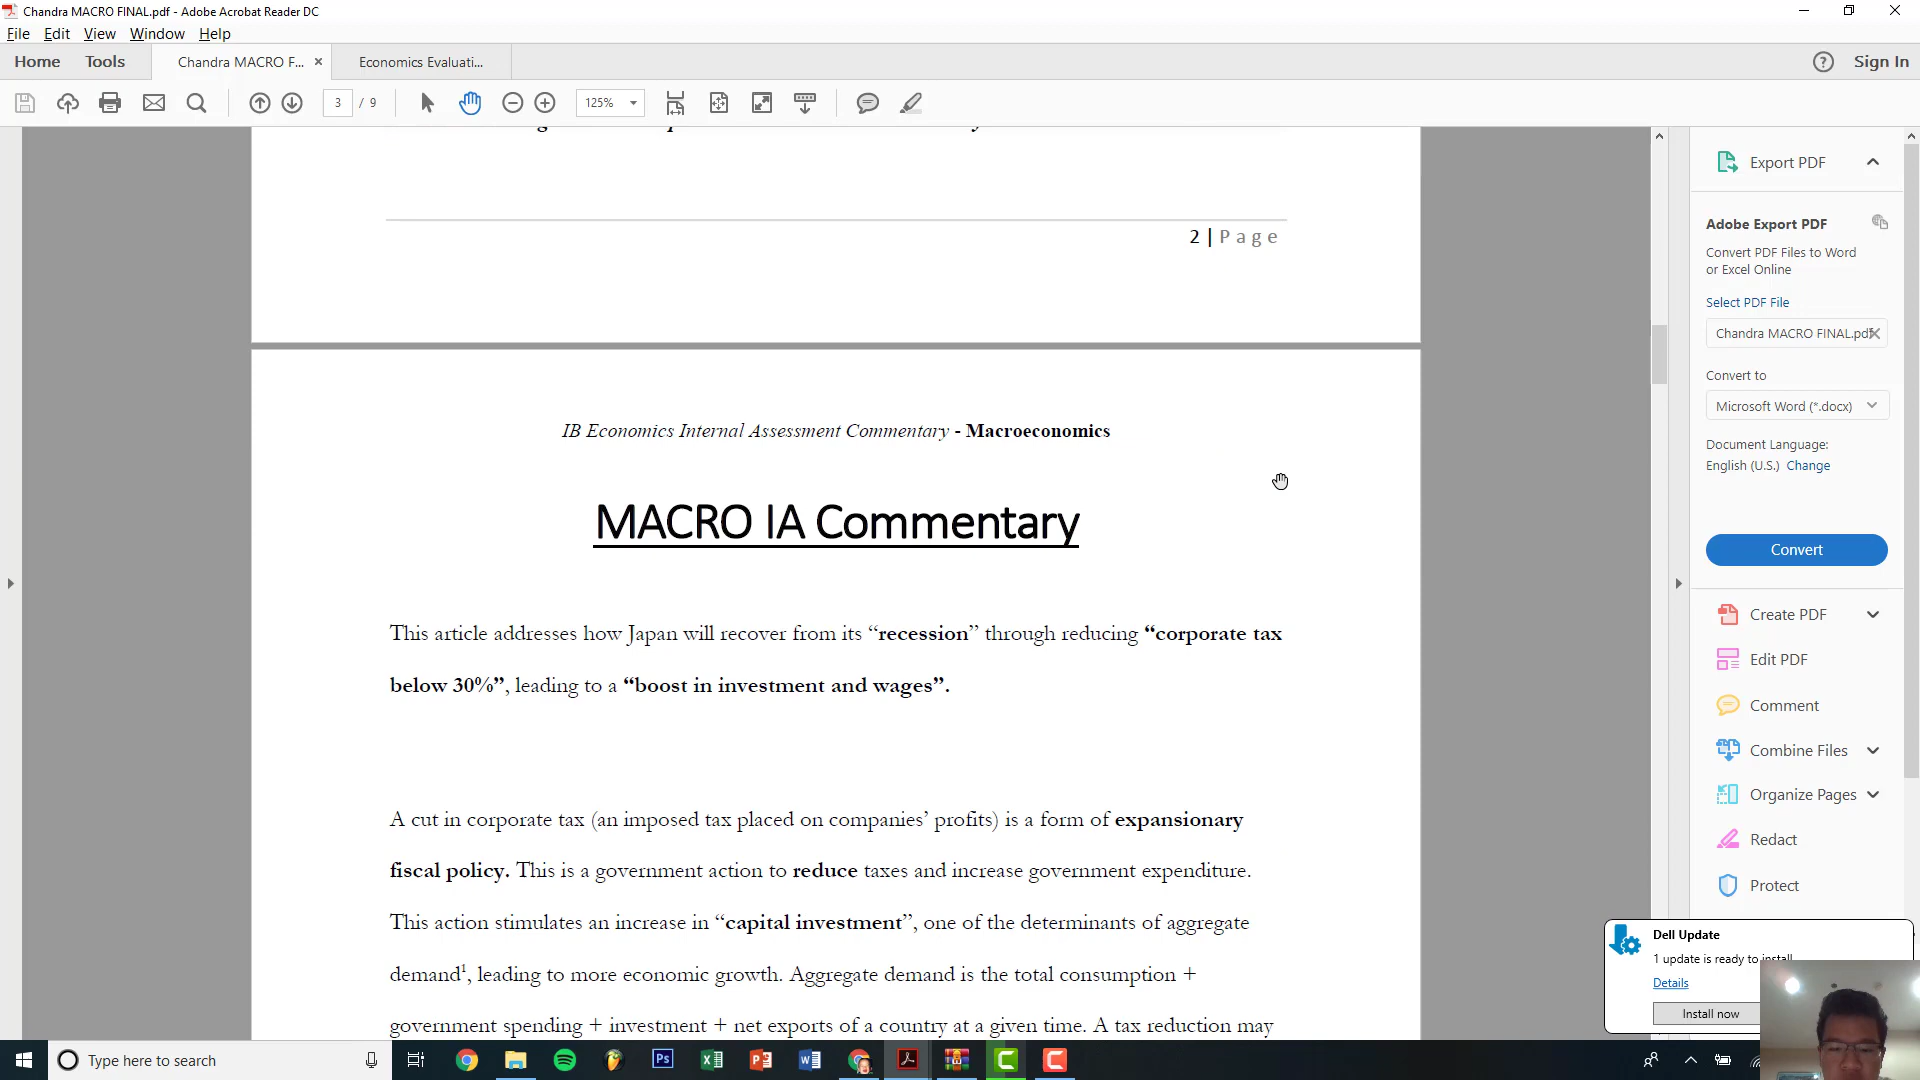 Chandra MACRO FINAL.pdf - Adobe Acrobat Reader DC
File Edit View Window Help
Home Tools Chandra MACRO F... × Economics Evaluati... Sign In
3 / 9 125%
2 | Page
IB Economics Internal Assessment Commentary - Macroeconomics
MACRO IA Commentary
This article addresses how Japan will recover from its “recession” through reducing “corporate tax
below 30%”, leading to a “boost in investment and wages”.
A cut in corporate tax (an imposed tax placed on companies’ profits) is a form of expansionary
fiscal policy. This is a government action to reduce taxes and increase government expenditure.
This action stimulates an increase in “capital investment”, one of the determinants of aggregate
demand1, leading to more economic growth. Aggregate demand is the total consumption +
government spending + investment + net exports of a country at a given time. A tax reduction may
Export PDF
Adobe Export PDF
Convert PDF Files to Word
or Excel Online
Select PDF File
Chandra MACRO FINAL.pdf
Convert to
Microsoft Word (*.docx)
Document Language:
English (U.S.) Change
Convert
Create PDF
Edit PDF
Comment
Combine Files
Organize Pages
Redact
Protect
Dell Update
1 update is ready to install
Details
Install now
Type here to search